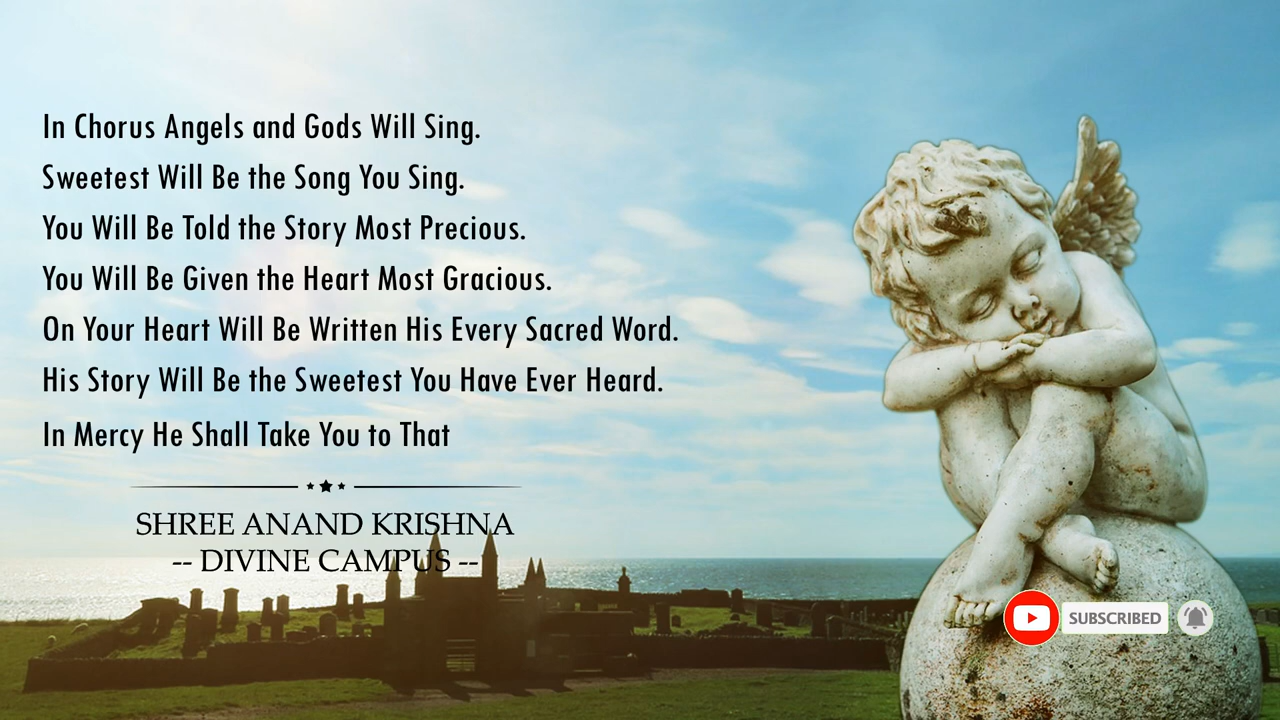 In Chorus Angels and Gods Will Sing.
Sweetest Will Be the Song You Sing.
You Will Be Told the Story Most Precious.
You Will Be Given the Heart Most Gracious.
On Your Heart Will Be Written His Every Sacred Word.
His Story Will Be the Sweetest You Have Ever Heard.
In Mercy He Shall Take You to That
SHREE ANAND KRISHNA
-- DIVINE CAMPUS --
SUBSCRIBED